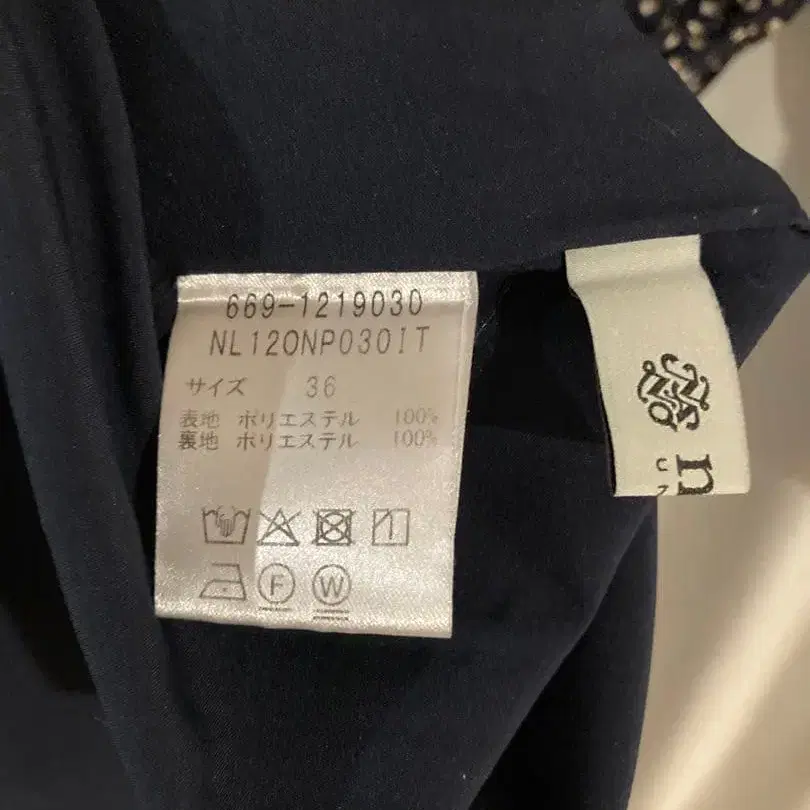 669-1219030
NL12ONP030IT
サイズ 36
表地 ポリエステル 100%
裏地 ポリエステル 100%
F W
n